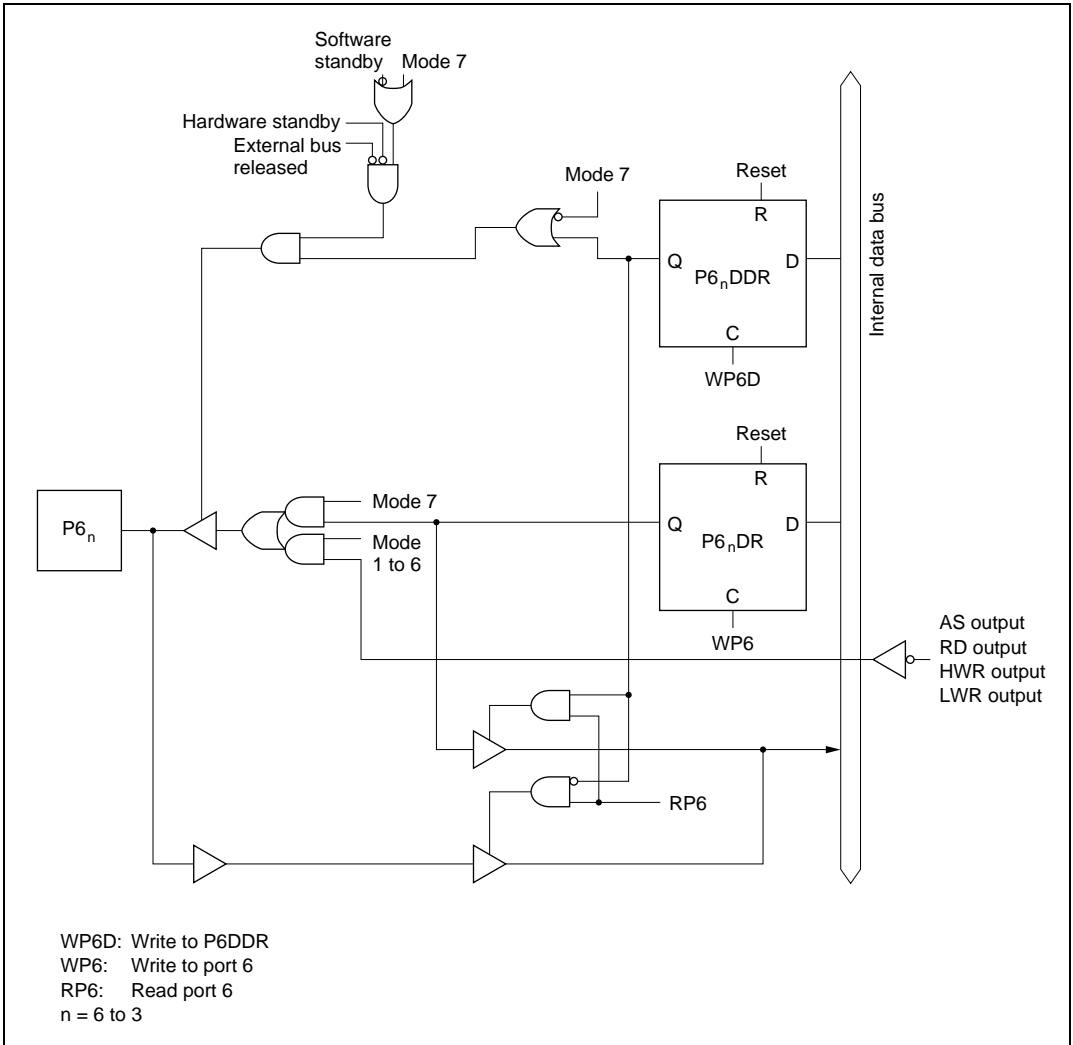 Software
standby Mode 7
Hardware standby
External bus
released
Mode 7
Reset
R
Q P6nDDR D
C
WP6D
Internal data bus
Reset
R
Q P6nDR D
C
WP6
P6n
Mode 7
Mode
1 to 6
AS output
RD output
HWR output
LWR output
RP6
WP6D: Write to P6DDR
WP6: Write to port 6
RP6: Read port 6
n = 6 to 3